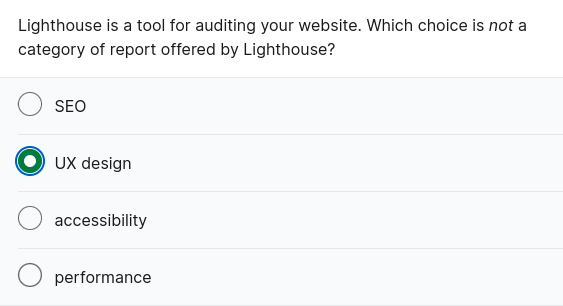 Lighthouse is a tool for auditing your website. Which choice is not a
category of report offered by Lighthouse?
SEO
UX design
accessibility
performance